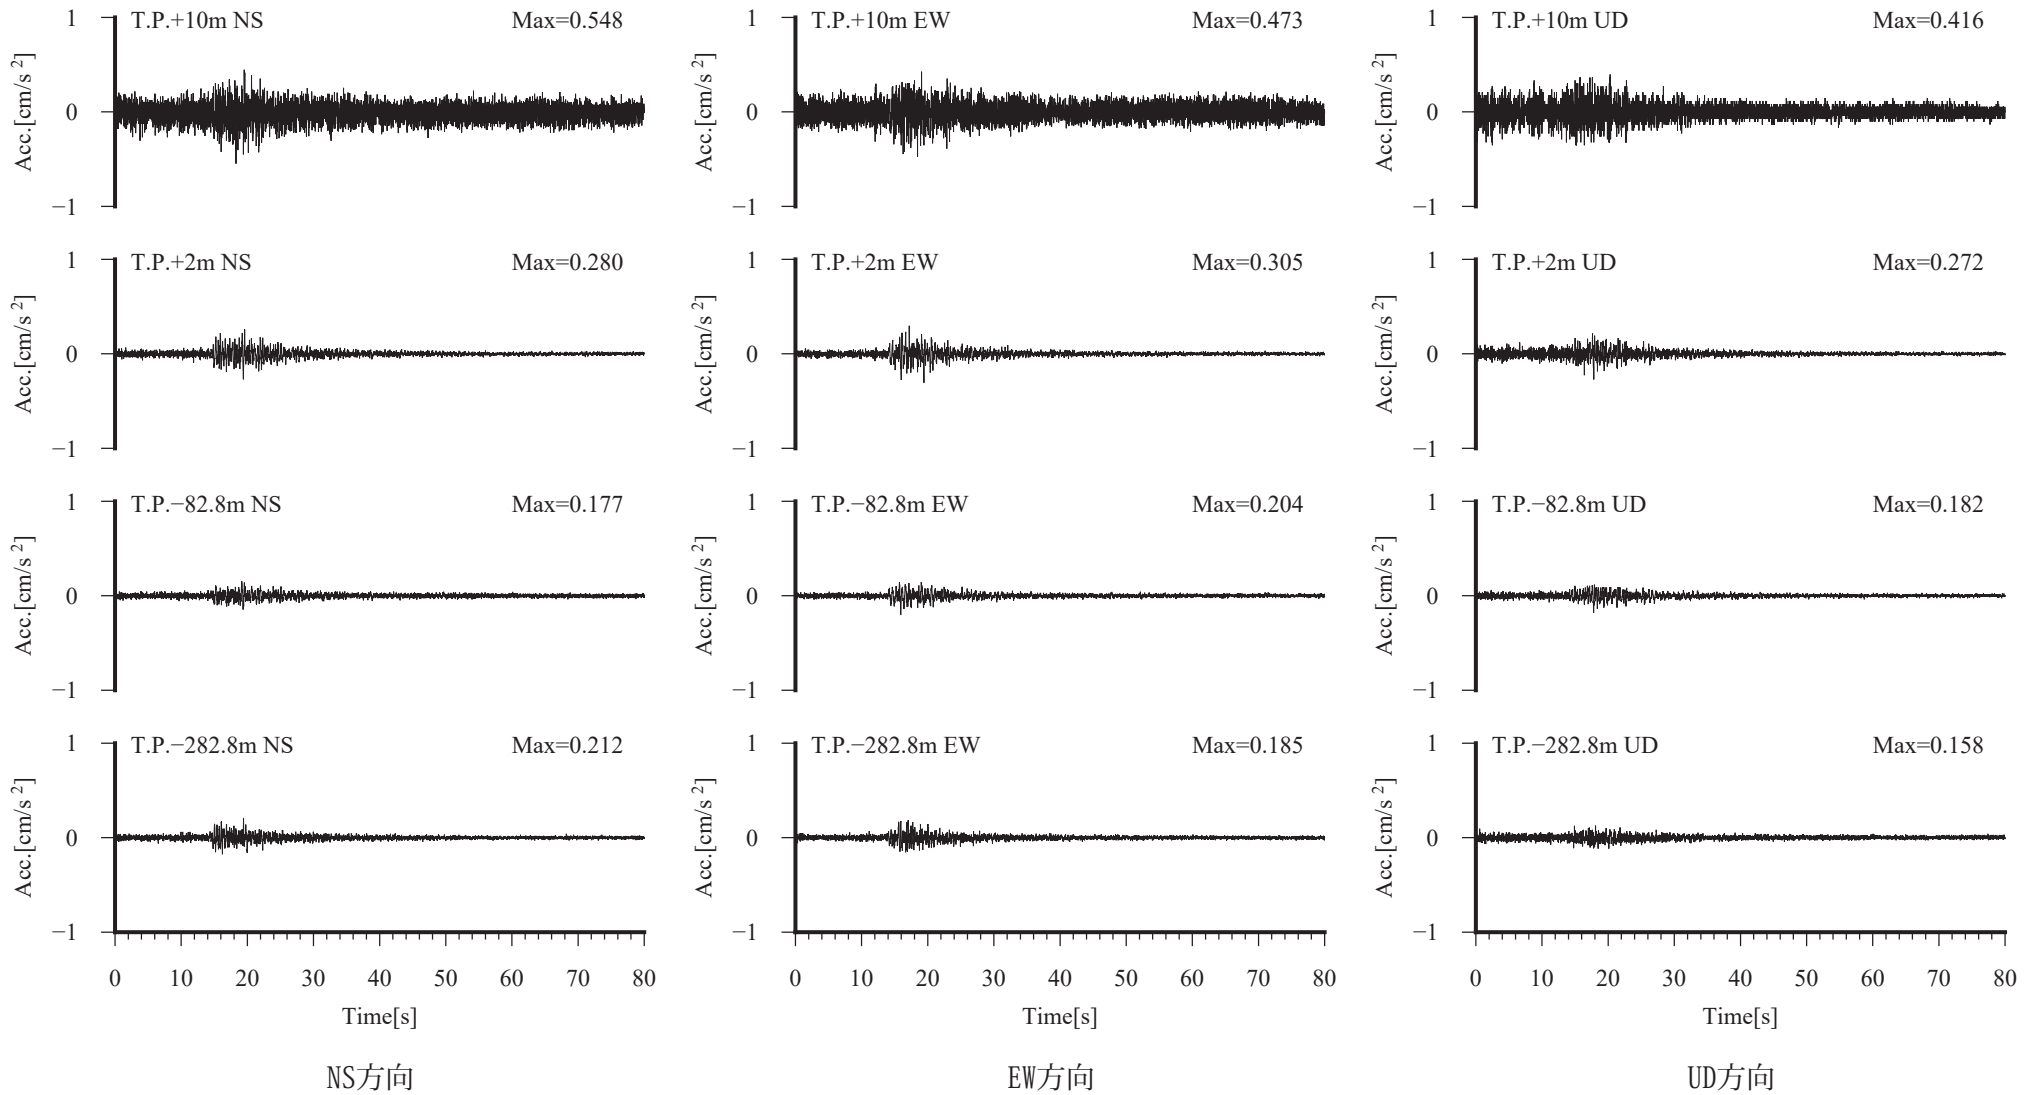 T.P.+10m NS Max=0.548
1
0
−1
Acc.[cm/s²]
T.P.+10m EW Max=0.473
1
0
−1
Acc.[cm/s²]
T.P.+10m UD Max=0.416
1
0
−1
Acc.[cm/s²]
T.P.+2m NS Max=0.280
1
0
−1
Acc.[cm/s²]
T.P.+2m EW Max=0.305
1
0
−1
Acc.[cm/s²]
T.P.+2m UD Max=0.272
1
0
−1
Acc.[cm/s²]
T.P.−82.8m NS Max=0.177
1
0
−1
Acc.[cm/s²]
T.P.−82.8m EW Max=0.204
1
0
−1
Acc.[cm/s²]
T.P.−82.8m UD Max=0.182
1
0
−1
Acc.[cm/s²]
T.P.−282.8m NS Max=0.212
1
0
−1
Acc.[cm/s²]
0 10 20 30 40 50 60 70 80
Time[s]
NS方向
T.P.−282.8m EW Max=0.185
1
0
−1
Acc.[cm/s²]
0 10 20 30 40 50 60 70 80
Time[s]
EW方向
T.P.−282.8m UD Max=0.158
1
0
−1
Acc.[cm/s²]
0 10 20 30 40 50 60 70 80
Time[s]
UD方向